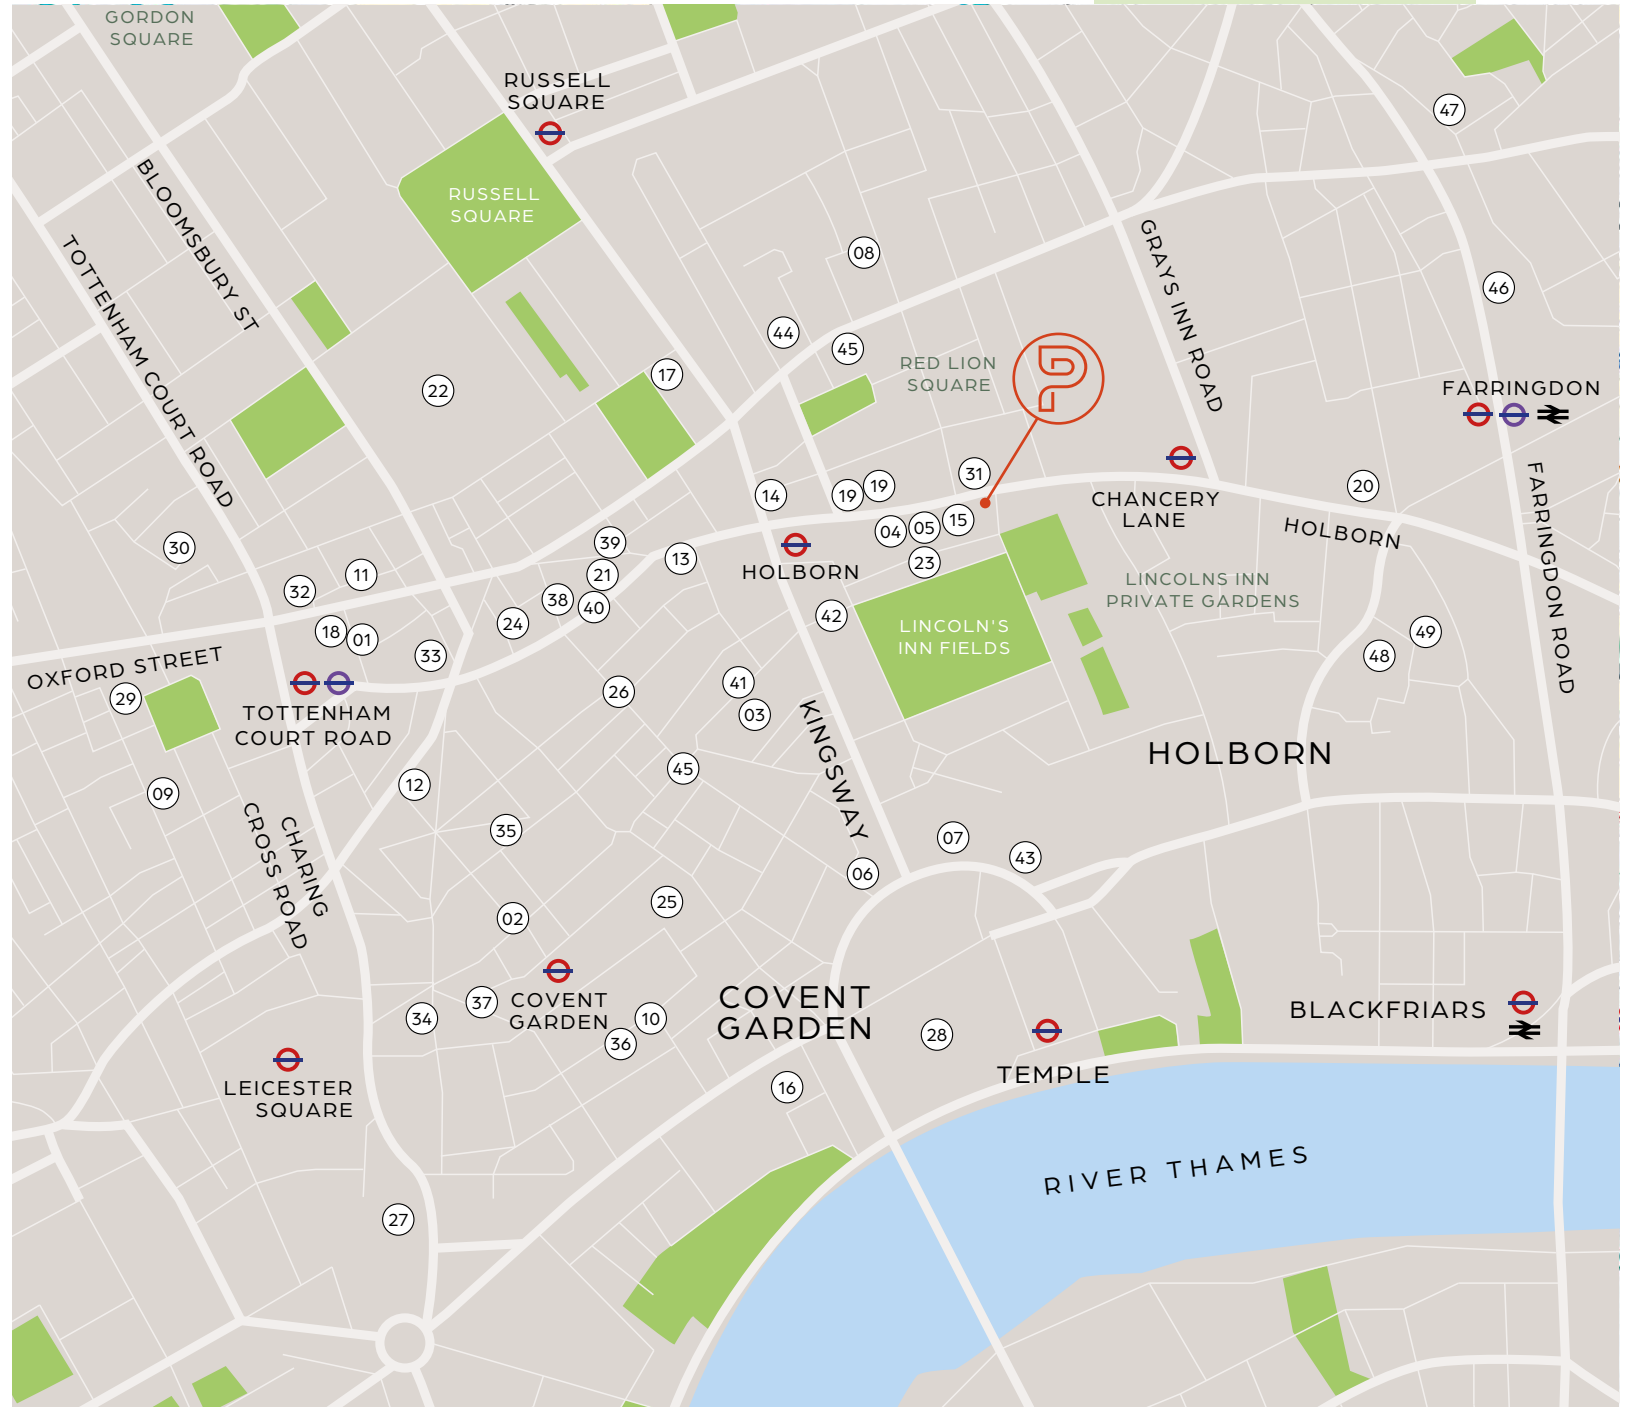 GORDON
SQUARE
RUSSELL
SQUARE
47
BLOOMSBURY ST
RUSSELL
SQUARE
TOTTENHAM COURT ROAD
08
GRAYS INN ROAD
46
44
45
RED LION
SQUARE
17
22
FARRINGDON
31
14
19
19
20
CHANCERY
LANE
HOLBORN
FARRINGDON ROAD
04
05
15
30
39
13
HOLBORN
23
11
21
32
38
40
24
42
LINCOLNS INN
PRIVATE GARDENS
LINCOLN'S
INN FIELDS
18
01
33
49
48
OXFORD STREET
29
26
41
03
TOTTENHAM
COURT ROAD
KINGSWAY
HOLBORN
45
12
09
35
CHARING
CROSS ROAD
07
43
06
25
02
COVENT
GARDEN
37
34
10
36
COVENT
GARDEN
28
BLACKFRIARS
TEMPLE
LEICESTER
SQUARE
16
RIVER THAMES
27